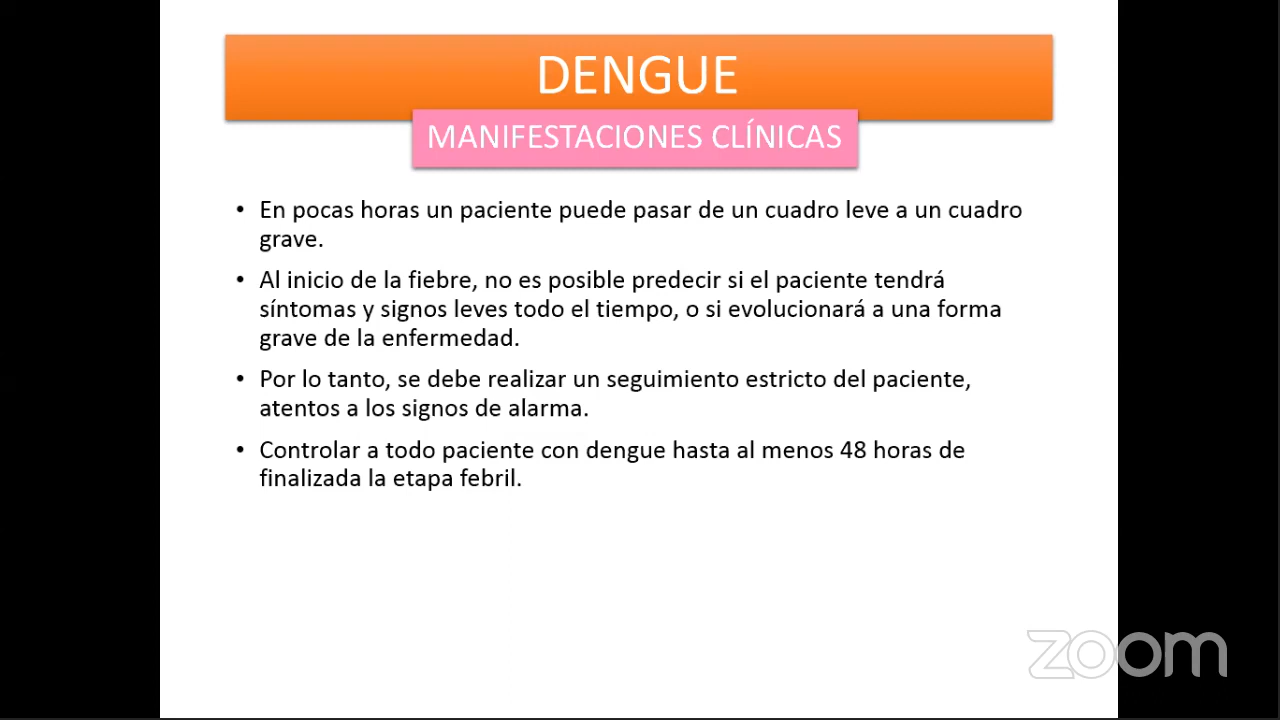 DENGUE
MANIFESTACIONES CLÍNICAS
• En pocas horas un paciente puede pasar de un cuadro leve a un cuadro
grave.
• Al inicio de la fiebre, no es posible predecir si el paciente tendrá
síntomas y signos leves todo el tiempo, o si evolucionará a una forma
grave de la enfermedad.
• Por lo tanto, se debe realizar un seguimiento estricto del paciente,
atentos a los signos de alarma.
• Controlar a todo paciente con dengue hasta al menos 48 horas de
finalizada la etapa febril.
zoom